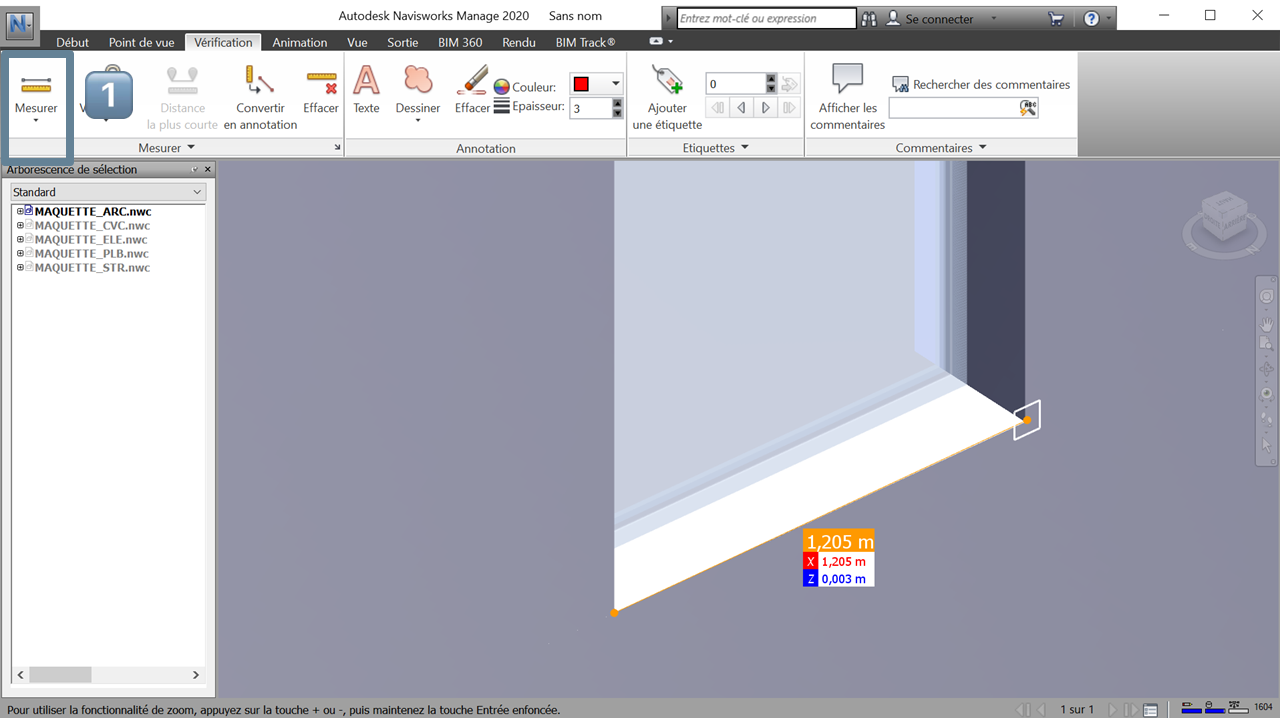 Autodesk Navisworks Manage 2020 Sans nom
Entrez mot-clé ou expression
Se connecter
?
N
Début Point de vue Vérification Animation Vue Sortie BIM 360 Rendu BIM Track®
Mesurer
1
Distance
la plus courte
Convertir
en annotation
Effacer
Texte
Dessiner
Effacer
Couleur:
Epaisseur: 3
Ajouter
une étiquette
0
Afficher les
commentaires
Rechercher des commentaires
ABC
Mesurer Annotation Etiquettes Commentaires
Arborescence de sélection
Standard
MAQUETTE_ARC.nwc
MAQUETTE_CVC.nwc
MAQUETTE_ELE.nwc
MAQUETTE_PLB.nwc
MAQUETTE_STR.nwc
1,205 m
X 1,205 m
Z 0,003 m
Pour utiliser la fonctionnalité de zoom, appuyez sur la touche + ou -, puis maintenez la touche Entrée enfoncée.
1 sur 1
1604